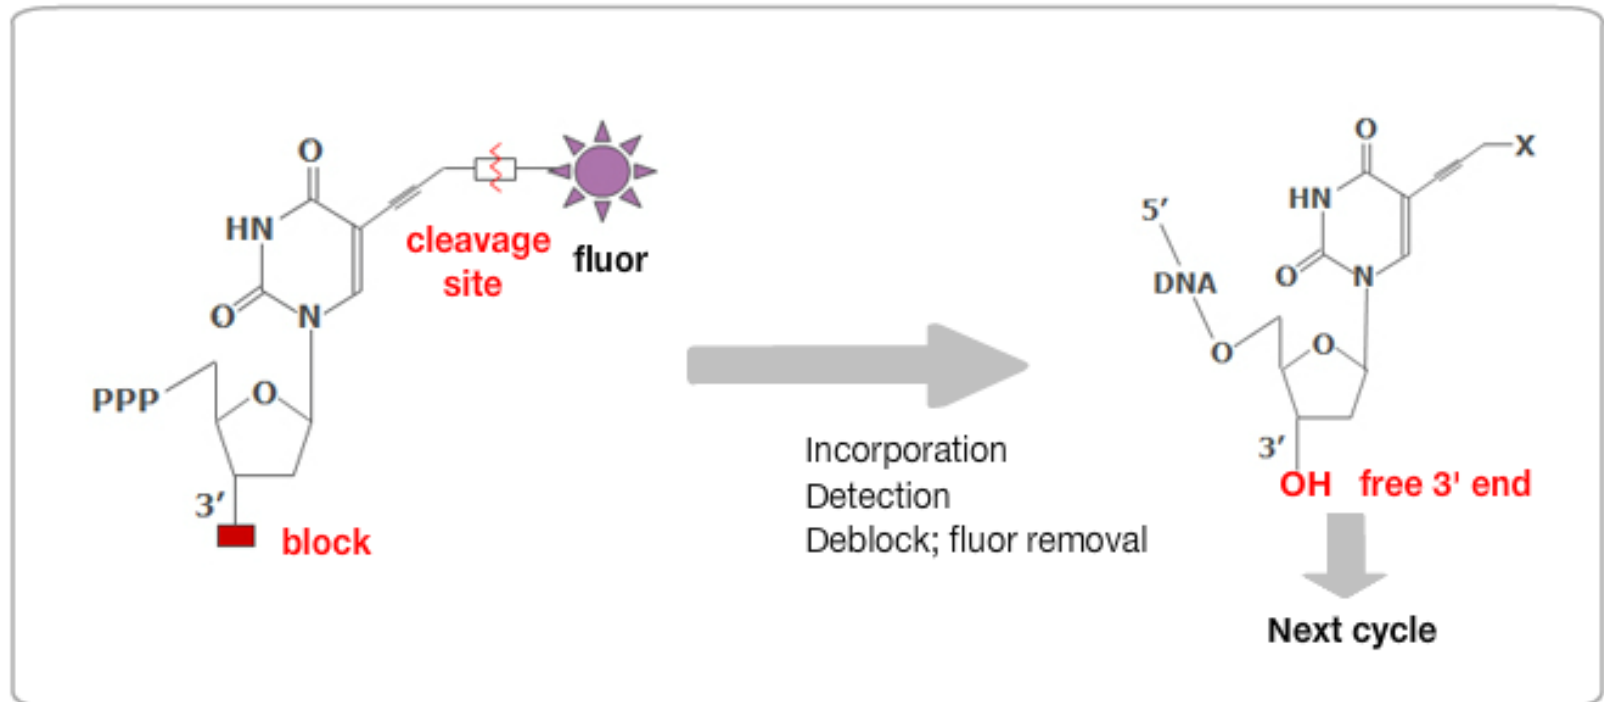 O
HN
O
N
cleavage
site
fluor
PPP
O
3′
block
Incorporation
Detection
Deblock; fluor removal
O
X
HN
5′
O
N
DNA
O
O
3′
OH free 3' end
Next cycle